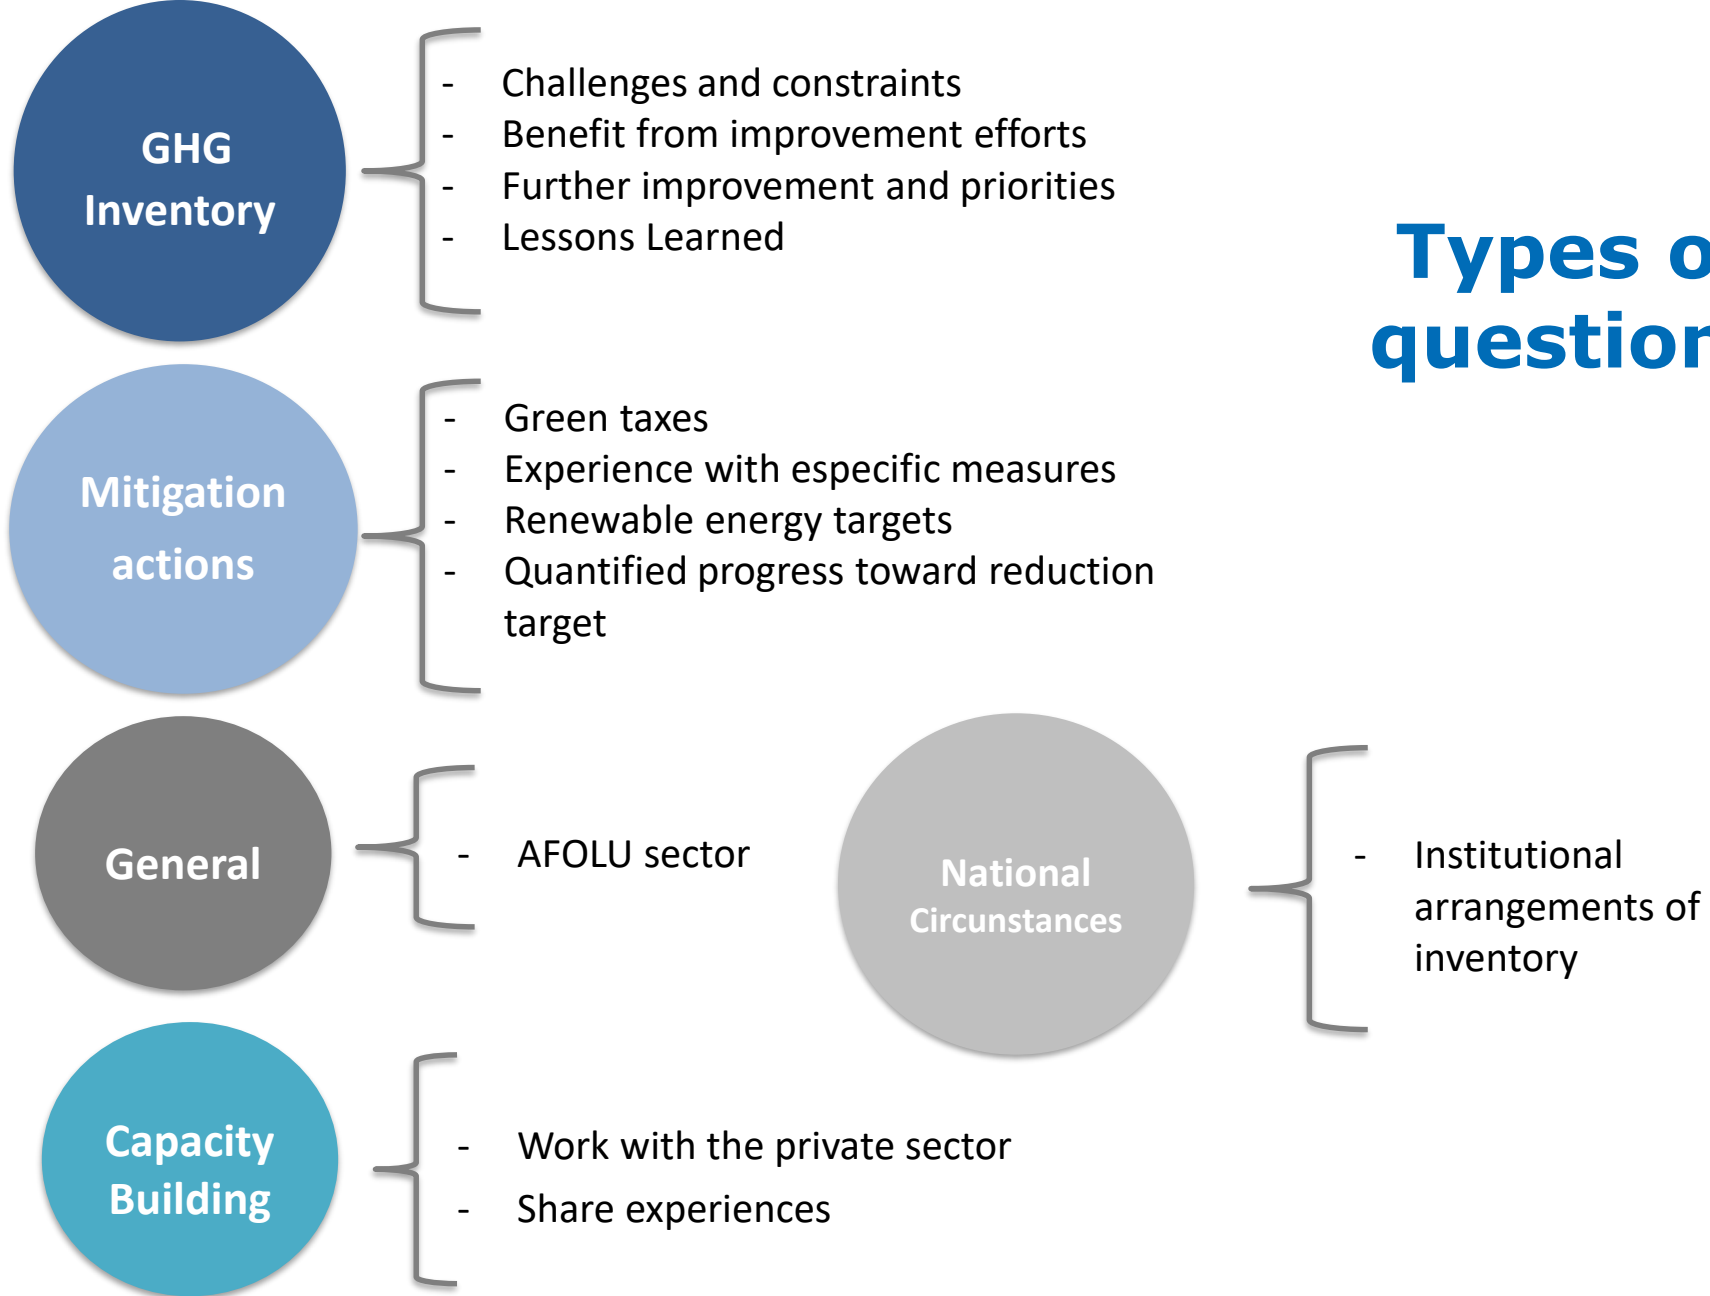 GHG
Inventory
- Challenges and constraints
- Benefit from improvement efforts
- Further improvement and priorities
- Lessons Learned
Types o
question
Mitigation
actions
- Green taxes
- Experience with especific measures
- Renewable energy targets
- Quantified progress toward reduction
target
General
- AFOLU sector
National
Circunstances
- Institutional
arrangements of
inventory
Capacity
Building
- Work with the private sector
- Share experiences